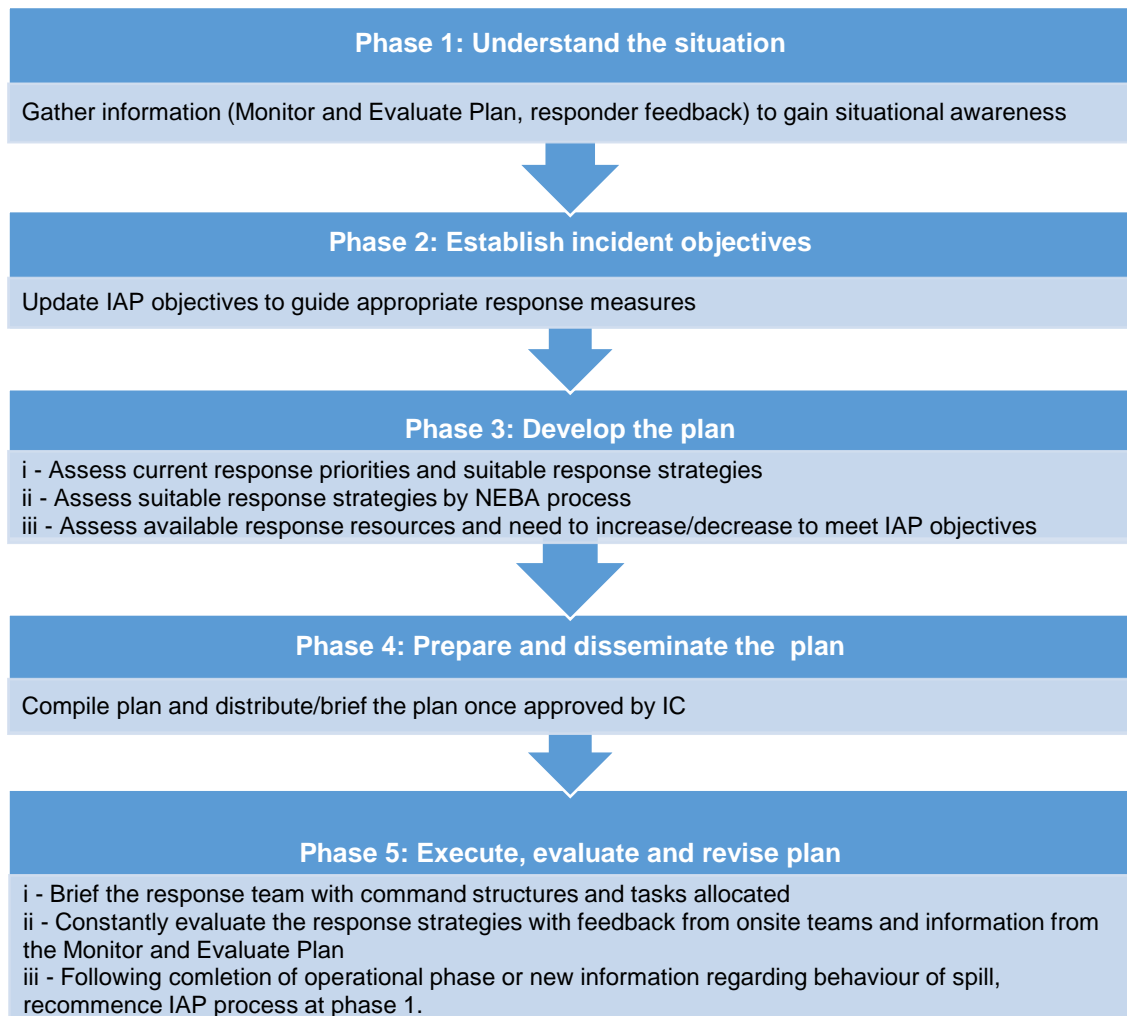 Phase 1: Understand the situation
Gather information (Monitor and Evaluate Plan, responder feedback) to gain situational awareness
Phase 2: Establish incident objectives
Update IAP objectives to guide appropriate response measures
Phase 3: Develop the plan
i - Assess current response priorities and suitable response strategies
ii - Assess suitable response strategies by NEBA process
iii - Assess available response resources and need to increase/decrease to meet IAP objectives
Phase 4: Prepare and disseminate the  plan
Compile plan and distribute/brief the plan once approved by IC
Phase 5: Execute, evaluate and revise plan
i - Brief the response team with command structures and tasks allocated
ii - Constantly evaluate the response strategies with feedback from onsite teams and information from
the Monitor and Evaluate Plan
iii - Following comletion of operational phase or new information regarding behaviour of spill,
recommence IAP process at phase 1.